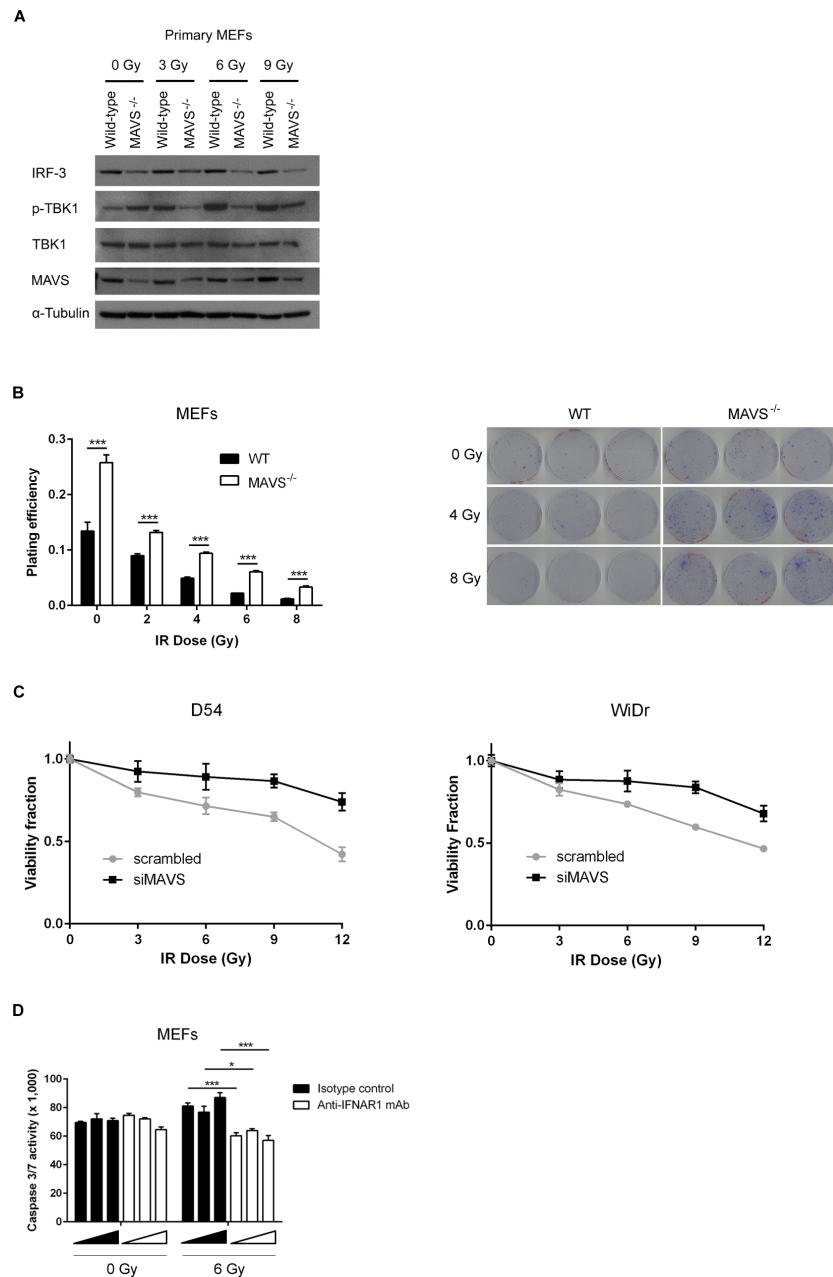 A
Primary MEFs
0 Gy 3 Gy 6 Gy 9 Gy
Wild-type MAVS-/- Wild-type MAVS-/- Wild-type MAVS-/- Wild-type MAVS-/-
IRF-3
p-TBK1
TBK1
MAVS
α-Tubulin
B
MEFs
*** *** *** *** ***
WT
MAVS-/-
Plating efficiency
0.3
0.2
0.1
0.0
0 2 4 6 8
IR Dose (Gy)
WT MAVS-/-
0 Gy
4 Gy
8 Gy
C
D54
Viability fraction
1.0
0.5
0.0
scrambled
siMAVS
0 3 6 9 12
IR Dose (Gy)
WiDr
Viability Fraction
1.0
0.5
0.0
scrambled
siMAVS
0 3 6 9 12
IR Dose (Gy)
D
MEFs
***
*
***
Isotype control
Anti-IFNAR1 mAb
Caspase 3/7 activity (x 1,000)
100
80
60
40
20
0
0 Gy 6 Gy